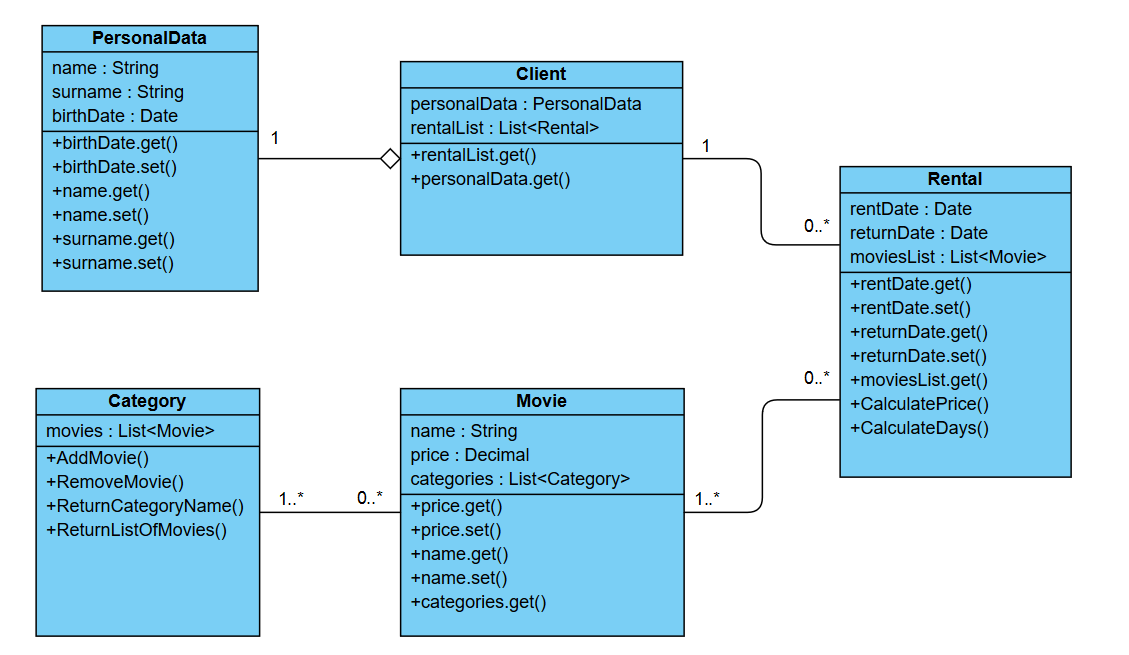 PersonalData
name : String
surname : String
birthDate : Date
+birthDate.get()
+birthDate.set()
+name.get()
+name.set()
+surname.get()
+surname.set()
1
Client
personalData : PersonalData
rentalList : List<Rental>
+rentalList.get()
+personalData.get()
1
0..*
Rental
rentDate : Date
returnDate : Date
moviesList : List<Movie>
+rentDate.get()
+rentDate.set()
+returnDate.get()
+returnDate.set()
+moviesList.get()
+CalculatePrice()
+CalculateDays()
0..*
Category
movies : List<Movie>
+AddMovie()
+RemoveMovie()
+ReturnCategoryName()
+ReturnListOfMovies()
1..*
0..*
Movie
name : String
price : Decimal
categories : List<Category>
+price.get()
+price.set()
+name.get()
+name.set()
+categories.get()
1..*